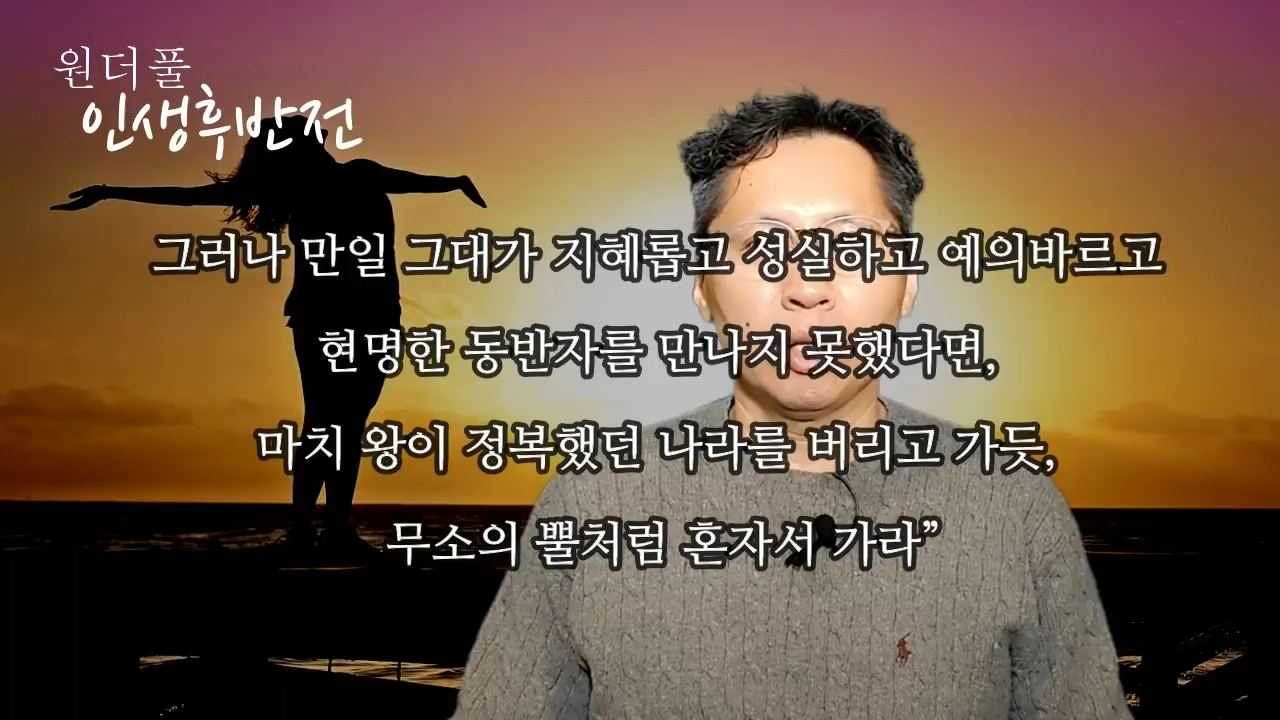 원더풀
인생후반전
그러나 만일 그대가 지혜롭고 성실하고 예의바르고
현명한 동반자를 만나지 못했다면,
마치 왕이 정복했던 나라를 버리고 가듯,
무소의 뿔처럼 혼자서 가라”